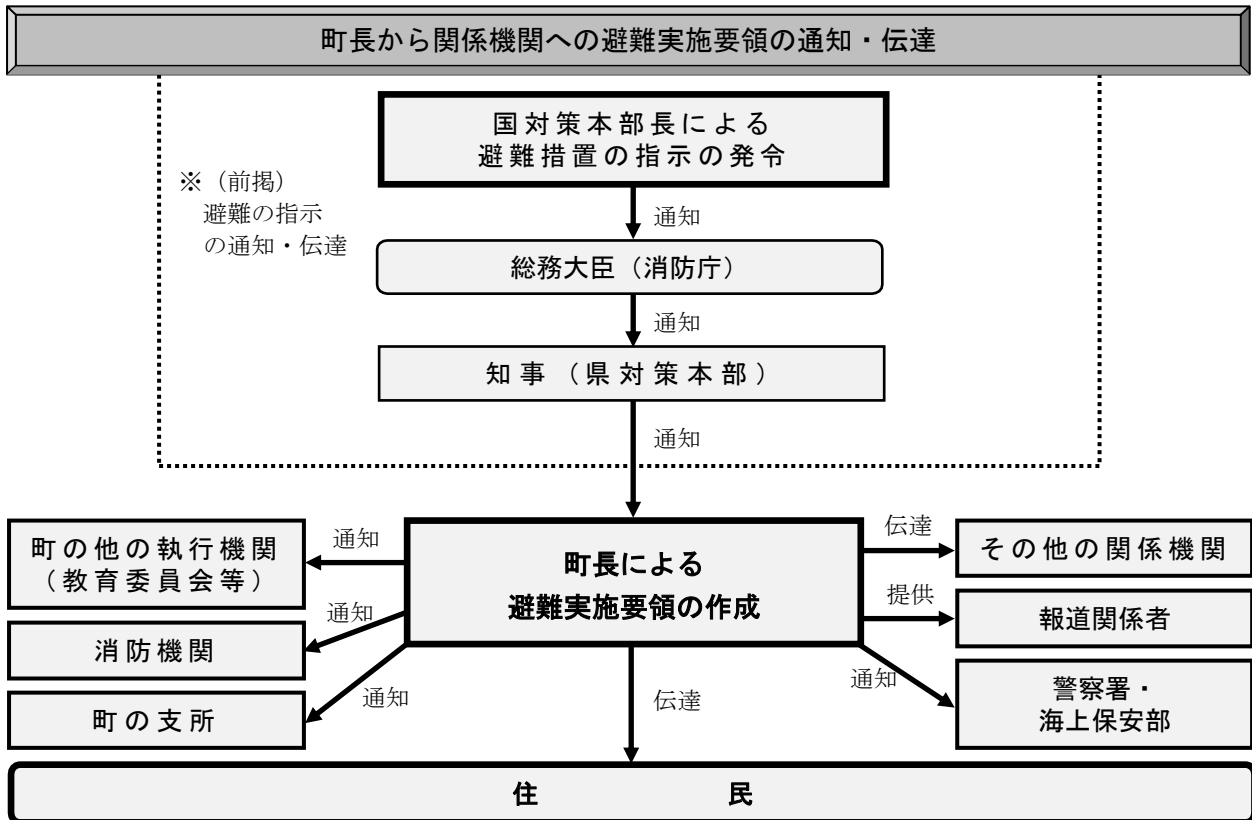 町長から関係機関への避難実施要領の通知・伝達
国対策本部長による
避難措置の指示の発令
※（前掲）
避難の指示
の通知・伝達
通知
総務大臣（消防庁）
通知
知事（県対策本部）
通知
町の他の執行機関
（教育委員会等）
通知
消防機関
通知
町の支所
通知
町長による
避難実施要領の作成
伝達
その他の関係機関
提供
報道関係者
通知
警察署・
海上保安部
伝達
住民